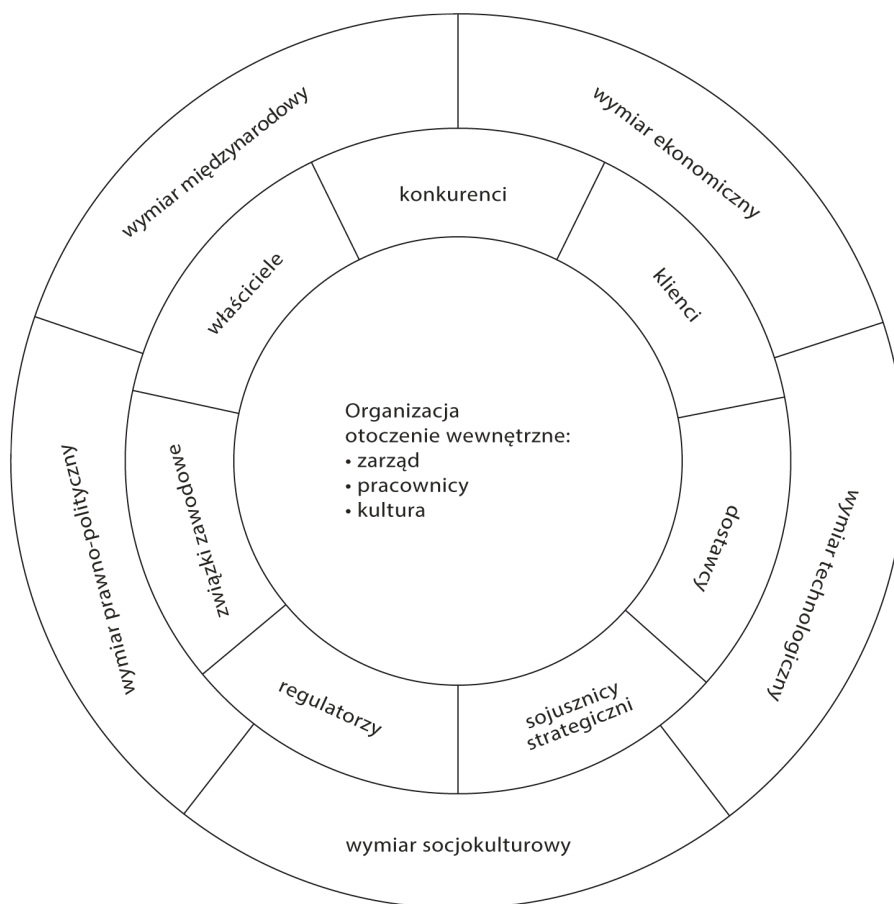 wymiar międzynarodowy
wymiar ekonomiczny
konkurenci
właściciele
klienci
Organizacja
otoczenie wewnętrzne:
• zarząd
• pracownicy
• kultura
związki zawodowe
dostawcy
wymiar prawno-polityczny
wymiar technologiczny
regulatorzy
sojusznicy
strategiczni
wymiar socjokulturowy